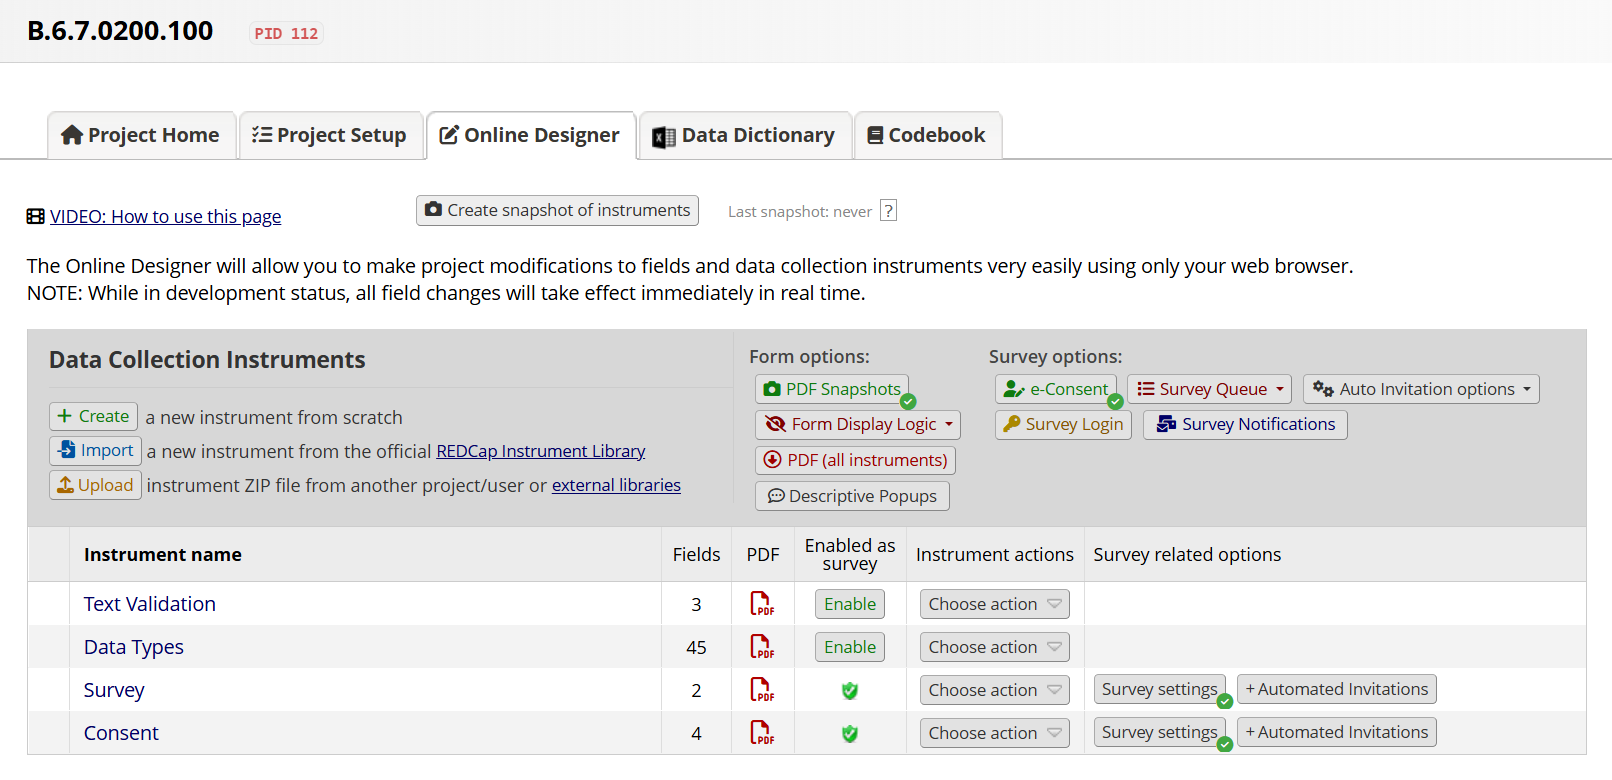 B.6.7.0200.100 PID 112
Project Home Project Setup Online Designer Data Dictionary Codebook
VIDEO: How to use this page Create snapshot of instruments Last snapshot: never ?
The Online Designer will allow you to make project modifications to fields and data collection instruments very easily using only your web browser.
NOTE: While in development status, all field changes will take effect immediately in real time.
Data Collection Instruments
+ Create a new instrument from scratch
Import a new instrument from the official REDCap Instrument Library
Upload instrument ZIP file from another project/user or external libraries
Form options:
PDF Snapshots
Form Display Logic
PDF (all instruments)
Descriptive Popups
Survey options:
e-Consent Survey Queue Auto Invitation options
Survey Login Survey Notifications
Instrument name Fields PDF Enabled as survey Instrument actions Survey related options
Text Validation 3 PDF Enable Choose action
Data Types 45 PDF Enable Choose action
Survey 2 PDF Choose action Survey settings + Automated Invitations
Consent 4 PDF Choose action Survey settings + Automated Invitations